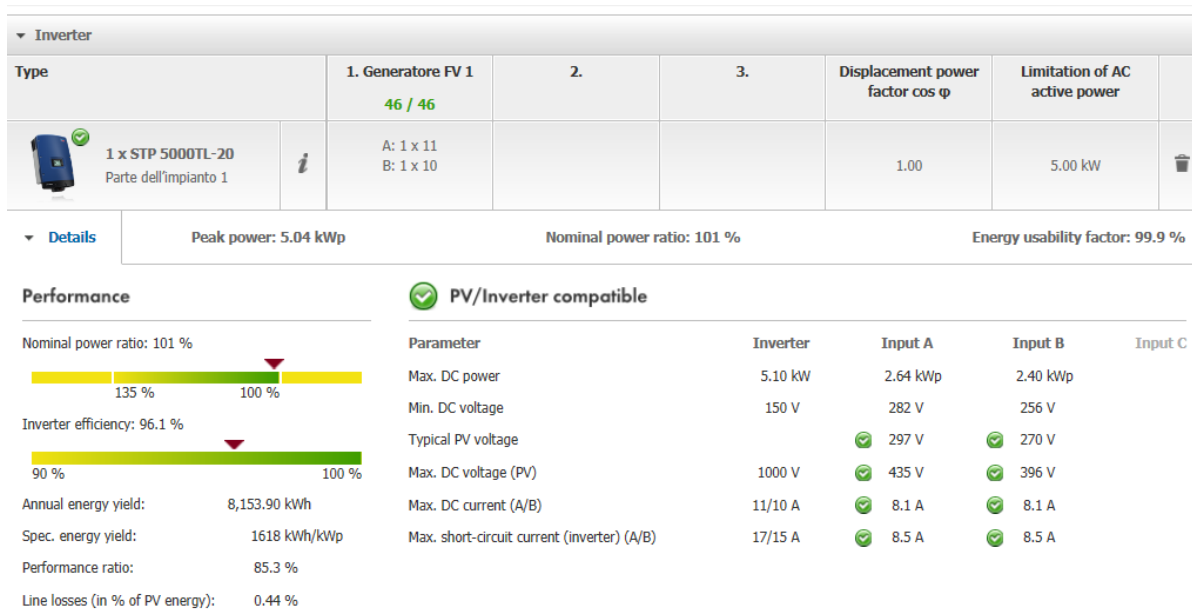 Inverter
Type 1. Generatore FV 1 2. 3. Displacement power factor cos φ Limitation of AC active power
46 / 46
1 x STP 5000TL-20
Parte dell'impianto 1
i
A: 1 x 11
B: 1 x 10
1.00
5.00 kW
Details Peak power: 5.04 kWp Nominal power ratio: 101 % Energy usability factor: 99.9 %
Performance
Nominal power ratio: 101 %
135 % 100 %
Inverter efficiency: 96.1 %
90 % 100 %
Annual energy yield: 8,153.90 kWh
Spec. energy yield: 1618 kWh/kWp
Performance ratio: 85.3 %
Line losses (in % of PV energy): 0.44 %
PV/Inverter compatible
Parameter Inverter Input A Input B Input C
Max. DC power 5.10 kW 2.64 kWp 2.40 kWp
Min. DC voltage 150 V 282 V 256 V
Typical PV voltage 297 V 270 V
Max. DC voltage (PV) 1000 V 435 V 396 V
Max. DC current (A/B) 11/10 A 8.1 A 8.1 A
Max. short-circuit current (inverter) (A/B) 17/15 A 8.5 A 8.5 A